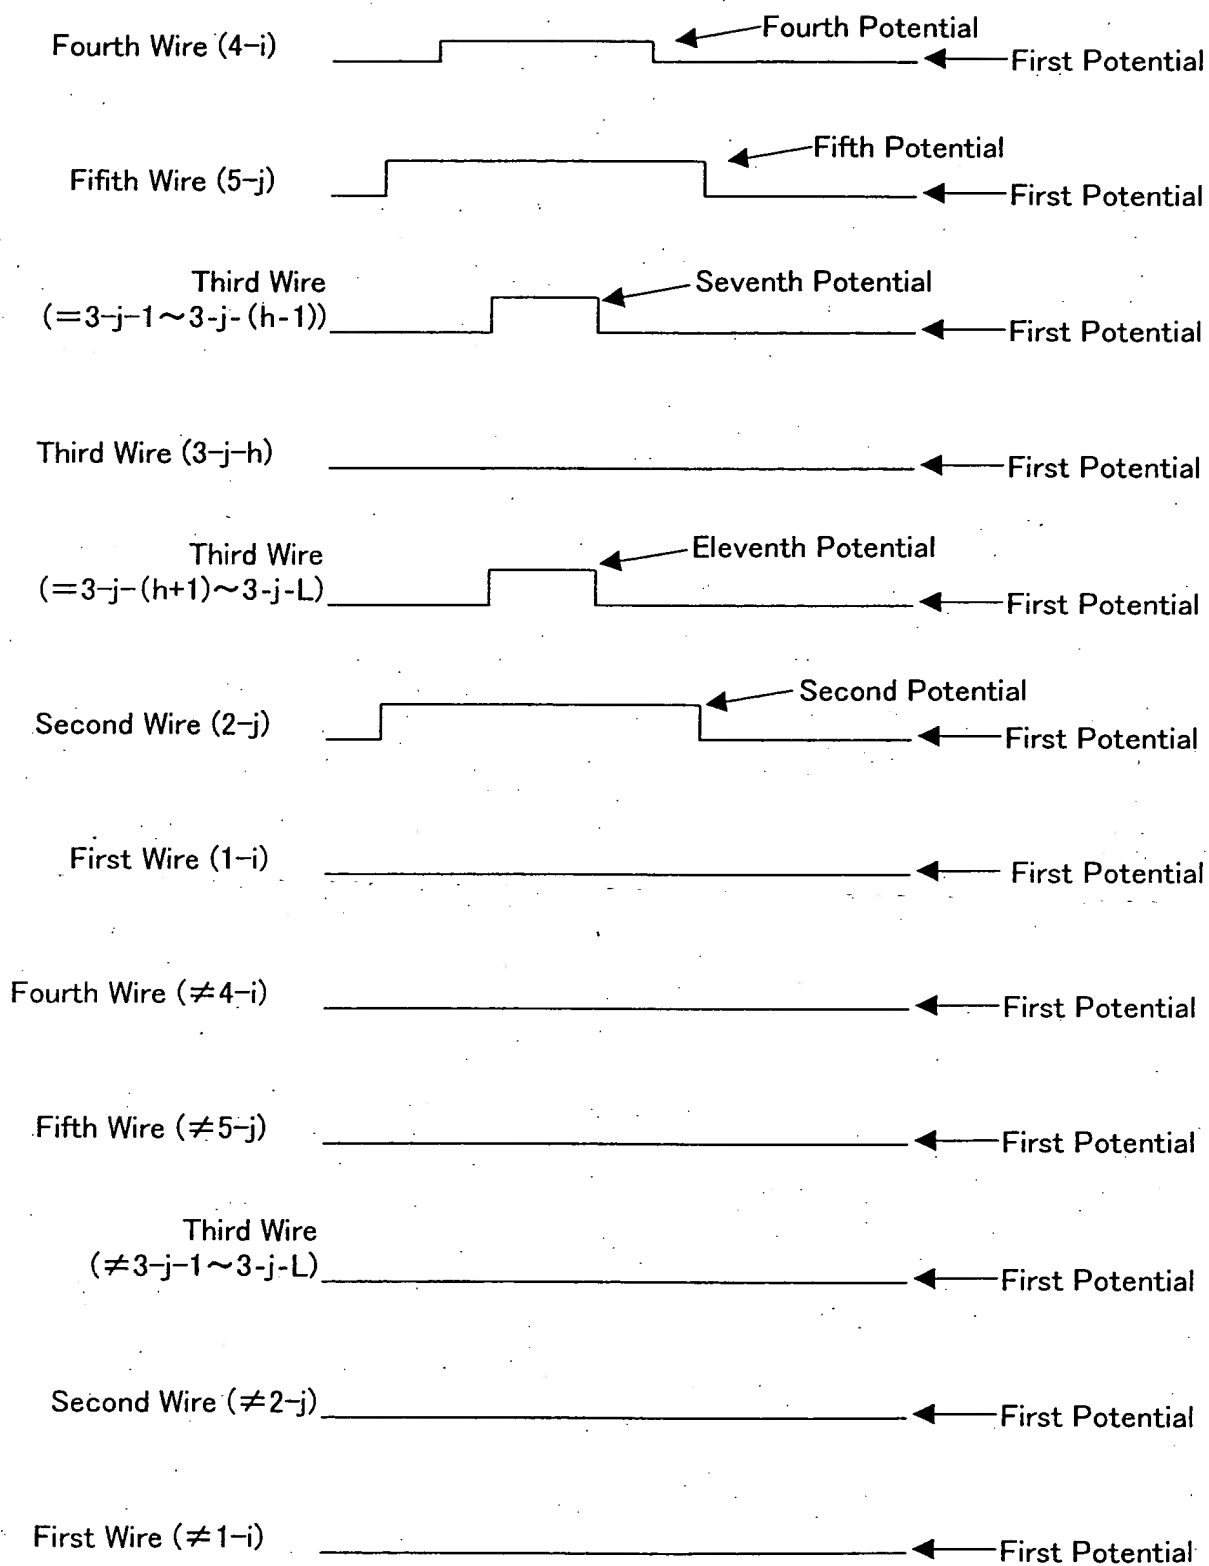 Fourth Wire (4-i)
Fourth Potential
First Potential
Fifith Wire (5-j)
Fifth Potential
First Potential
Third Wire
(=3-j-1~3-j-(h-1))
Seventh Potential
First Potential
Third Wire (3-j-h)
First Potential
Third Wire
(=3-j-(h+1)~3-j-L)
Eleventh Potential
First Potential
Second Wire (2-j)
Second Potential
First Potential
First Wire (1-i)
First Potential
Fourth Wire (≠4-i)
First Potential
Fifth Wire (≠5-j)
First Potential
Third Wire
(≠3-j-1~3-j-L)
First Potential
Second Wire (≠2-j)
First Potential
First Wire (≠1-i)
First Potential